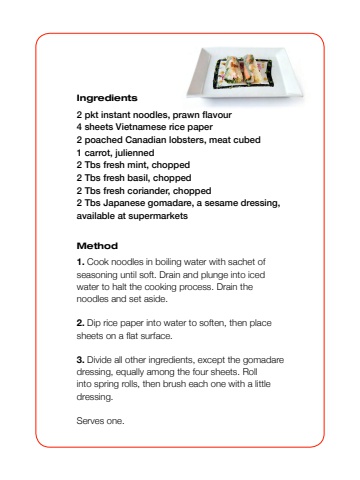 Ingredients
2 pkt instant noodles, prawn flavour
4 sheets Vietnamese rice paper
2 poached Canadian lobsters, meat cubed
1 carrot, julienned
2 Tbs fresh mint, chopped
2 Tbs fresh basil, chopped
2 Tbs fresh coriander, chopped
2 Tbs Japanese gomadare, a sesame dressing,
available at supermarkets
Method
1. Cook noodles in boiling water with sachet of
seasoning until soft. Drain and plunge into iced
water to halt the cooking process. Drain the
noodles and set aside.
2. Dip rice paper into water to soften, then place
sheets on a flat surface.
3. Divide all other ingredients, except the gomadare
dressing, equally among the four sheets. Roll
into spring rolls, then brush each one with a little
dressing.
Serves one.